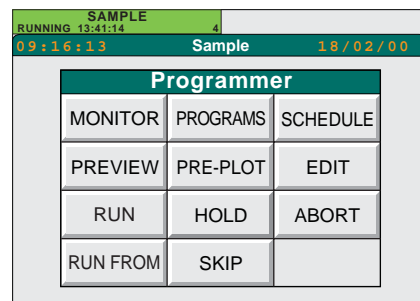 SAMPLE
RUNNING 13:41:14 4
09:16:13 Sample 18/02/00
Programmer
MONITOR PROGRAMS SCHEDULE
PREVIEW PRE-PLOT EDIT
RUN HOLD ABORT
RUN FROM SKIP